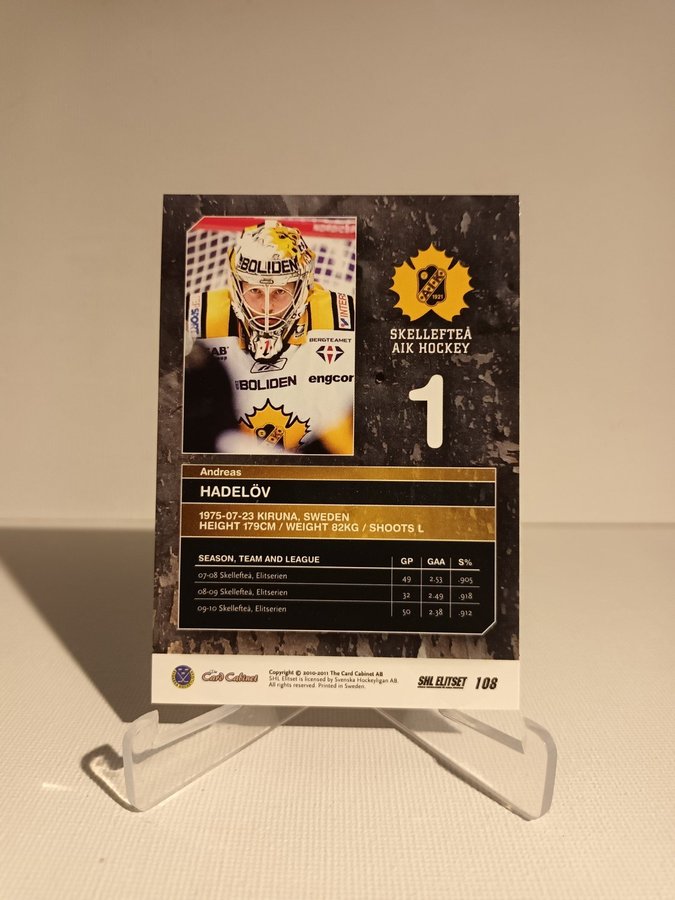 BOLIDEN
INTERS
BERGTEAMET
BOLIDEN
engcon
1921
SKELLEFTEÅ
AIK HOCKEY
1
Andreas
HADELÖV
1975-07-23 KIRUNA, SWEDEN
HEIGHT 179CM / WEIGHT 82KG / SHOOTS L
SEASON, TEAM AND LEAGUE GP GAA S%
07-08 Skellefteå, Elitserien 49 2.53 .905
08-09 Skellefteå, Elitserien 32 2.49 .918
09-10 Skellefteå, Elitserien 50 2.38 .912
The Card Cabinet
Copyright © 2010-2011 The Card Cabinet AB
SHL Elitset is licensed by Svenska Hockeyligan AB.
All rights reserved. Printed in Sweden.
SHL ELITSET 108